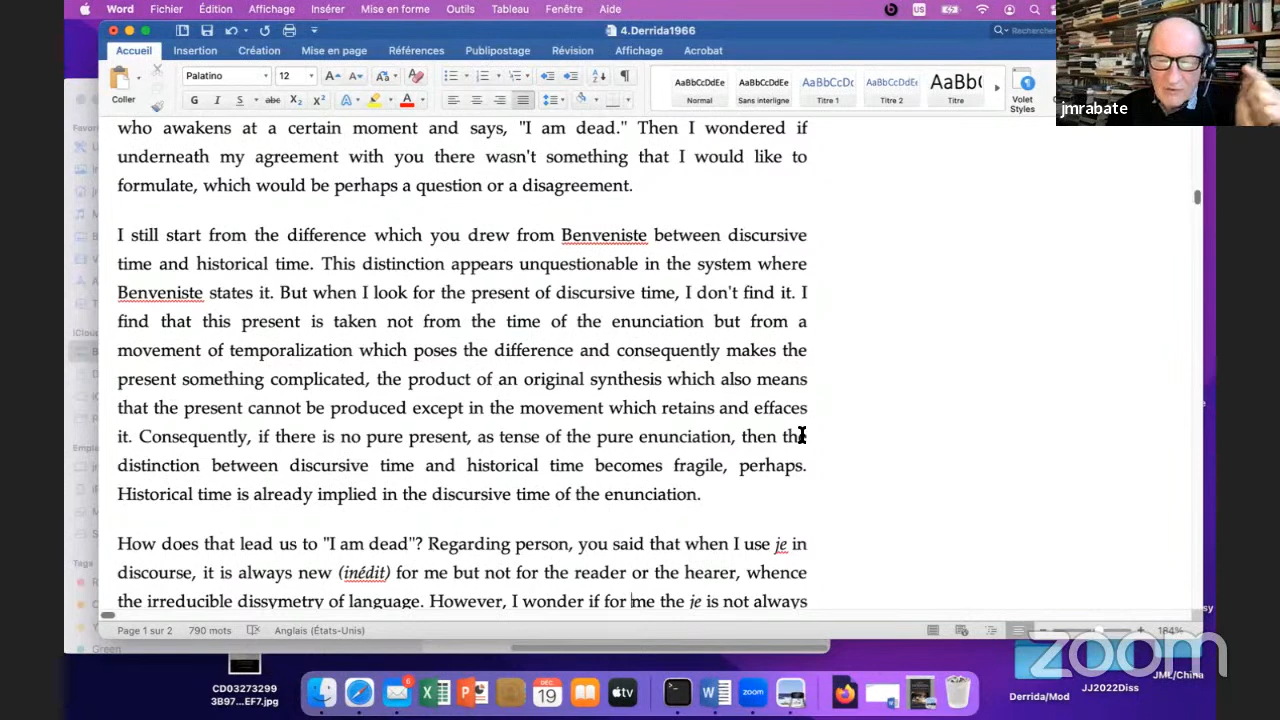 Word Fichier Édition Affichage Insérer Mise en forme Outils Tableau Fenêtre Aide
4.Derrida1966
Accueil Insertion Création Mise en page Références Publipostage Révision Affichage Acrobat
Palatino 12
Coller
G I S
AaBbCcDdEe AaBbCcDdEe AaBbCcDc AaBbCcDdEe AaBb(
Normal Sans interligne Titre 1 Titre 2 Titre
Volet
Styles
jmrabate
who awakens at a certain moment and says, "I am dead." Then I wondered if
underneath my agreement with you there wasn't something that I would like to
formulate, which would be perhaps a question or a disagreement.
I still start from the difference which you drew from Benveniste between discursive
time and historical time. This distinction appears unquestionable in the system where
Benveniste states it. But when I look for the present of discursive time, I don't find it. I
find that this present is taken not from the time of the enunciation but from a
movement of temporalization which poses the difference and consequently makes the
present something complicated, the product of an original synthesis which also means
that the present cannot be produced except in the movement which retains and effaces
it. Consequently, if there is no pure present, as tense of the pure enunciation, then the
distinction between discursive time and historical time becomes fragile, perhaps.
Historical time is already implied in the discursive time of the enunciation.
How does that lead us to "I am dead"? Regarding person, you said that when I use je in
discourse, it is always new (inédit) for me but not for the reader or the hearer, whence
the irreducible dissymetry of language. However, I wonder if for me the je is not always
Page 1 sur 2 790 mots Anglais (États-Unis) 184%
Green
zoom
CD03273299
3B97...EF7.jpg
DÉC
19
tv
zoom
Derrida/Mod
JJ2022Diss
JML/China